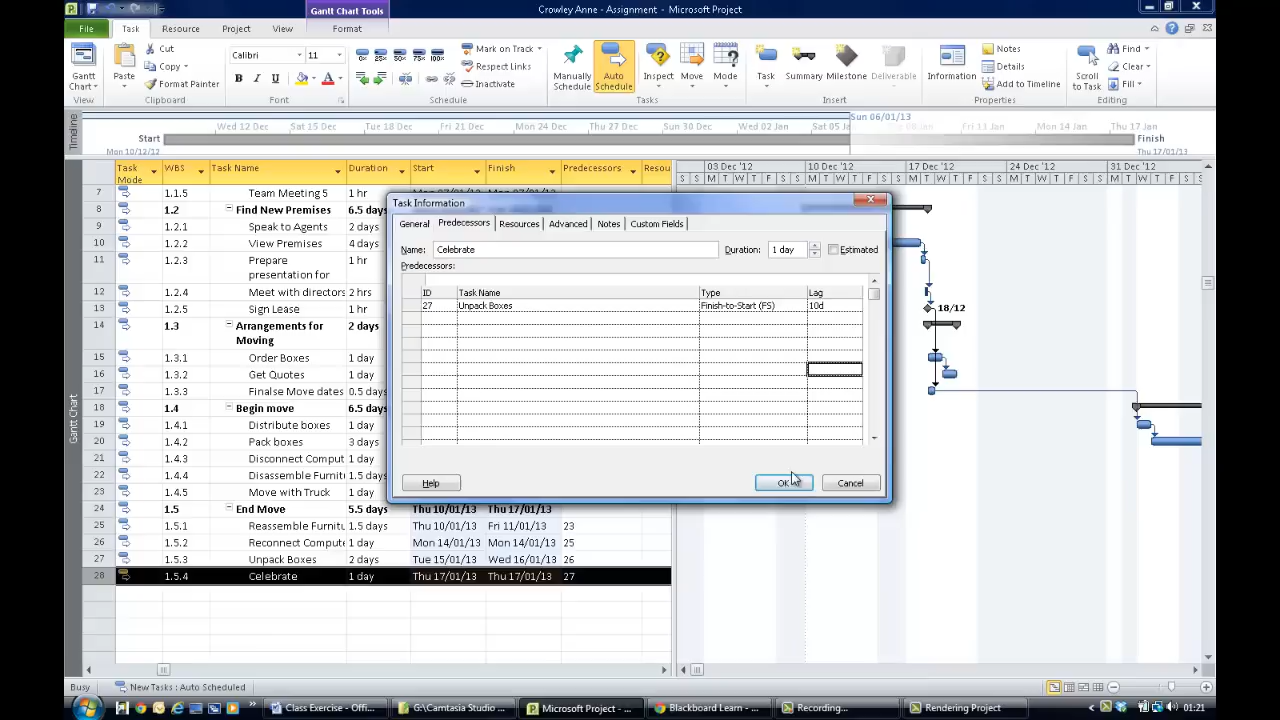 Gantt Chart Tools
Crowley Anne - Assignment - Microsoft Project
File Task Resource Project View Format
Gantt Chart
View
Paste
Cut
Copy
Format Painter
Clipboard
Calibri 11
B I U A
Font
0% 25% 50% 75% 100%
Mark on Track
Respect Links
Inactivate
Schedule
Manually Schedule
Auto Schedule
Inspect
Move
Mode
Tasks
Task
Summary
Milestone
Deliverable
Insert
Information
Notes
Details
Add to Timeline
Properties
Scroll to Task
Find
Clear
Fill
Editing
Timeline
Sun 06/01/13
Wed 12 Dec Sat 15 Dec Tue 18 Dec Fri 21 Dec Mon 24 Dec Thu 27 Dec Sun 30 Dec Wed 02 Jan Sat 05 Jan Fri 11 Jan Mon 14 Jan Thu 17 Jan
Start
Mon 10/12/12
Finish
Thu 17/01/13
Task Mode WBS Task Name Duration Start Finish Predecessors Resou
03 Dec '12 10 Dec '12 17 Dec '12 24 Dec '12 31 Dec '12
S S M T W T F S S M T W T F S S M T W T F S S M T W T F S S M T W T F S S
7 1.1.5 Team Meeting 5 1 hr Mon 07/01/13 Mon 07/01/13
8 1.2 Find New Premises 6.5 days
9 1.2.1 Speak to Agents 2 days
10 1.2.2 View Premises 4 days
11 1.2.3 Prepare presentation for 1 hr
12 1.2.4 Meet with directors 2 hrs
13 1.2.5 Sign Lease 1 hr
14 1.3 Arrangements for Moving 2 days
15 1.3.1 Order Boxes 1 day
16 1.3.2 Get Quotes 1 day
17 1.3.3 Finalse Move dates 0.5 days
18 1.4 Begin move 6.5 days
19 1.4.1 Distribute boxes 1 day
20 1.4.2 Pack boxes 3 days
21 1.4.3 Disconnect Comput 1 day
22 1.4.4 Disassemble Furnitu 1.5 days
23 1.4.5 Move with Truck 1 day
24 1.5 End Move 5.5 days Thu 10/01/13 Thu 17/01/13
25 1.5.1 Reassemble Furnitu 1.5 days Thu 10/01/13 Fri 11/01/13 23
26 1.5.2 Reconnect Compute 1 day Mon 14/01/13 Mon 14/01/13 25
27 1.5.3 Unpack Boxes 2 days Tue 15/01/13 Wed 16/01/13 26
28 1.5.4 Celebrate 1 day Thu 17/01/13 Thu 17/01/13 27
Gantt Chart
18/12
Task Information
General Predecessors Resources Advanced Notes Custom Fields
Name: Celebrate Duration: 1 day Estimated
Predecessors:
ID Task Name Type Lag
27 Unpack Boxes Finish-to-Start (FS) 10d
Help OK Cancel
Busy New Tasks : Auto Scheduled
Class Exercise - Offi... G:\Camtasia Studio ... Microsoft Project - ... Blackboard Learn - ... Recording... Rendering Project
01:21